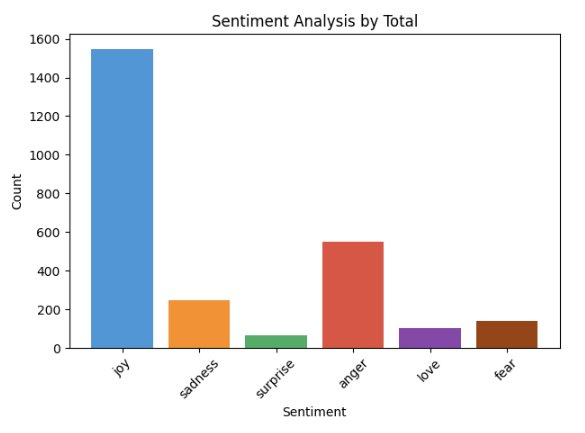 Sentiment Analysis by Total
1600
1400
1200
1000
800
600
400
200
0
Count
joy
sadness
surprise
anger
love
fear
Sentiment